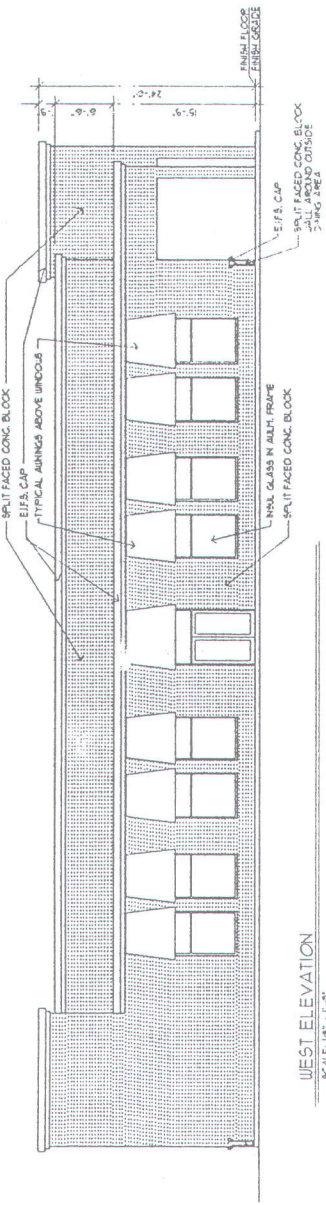 SPLIT FACED CONC. BLOCK
E.I.F.S. CAP
TYPICAL AWNINGS ABOVE WINDOWS
24'-0"
6'-6"
15'-9"
FINISH FLOOR
FINISH GRADE
E.I.F.S. CAP
SPLIT FACED CONC. BLOCK
WALL AROUND OUTSIDE
DINING AREA
INSUL GLASS IN ALUM. FRAME
SPLIT FACED CONC. BLOCK
WEST ELEVATION